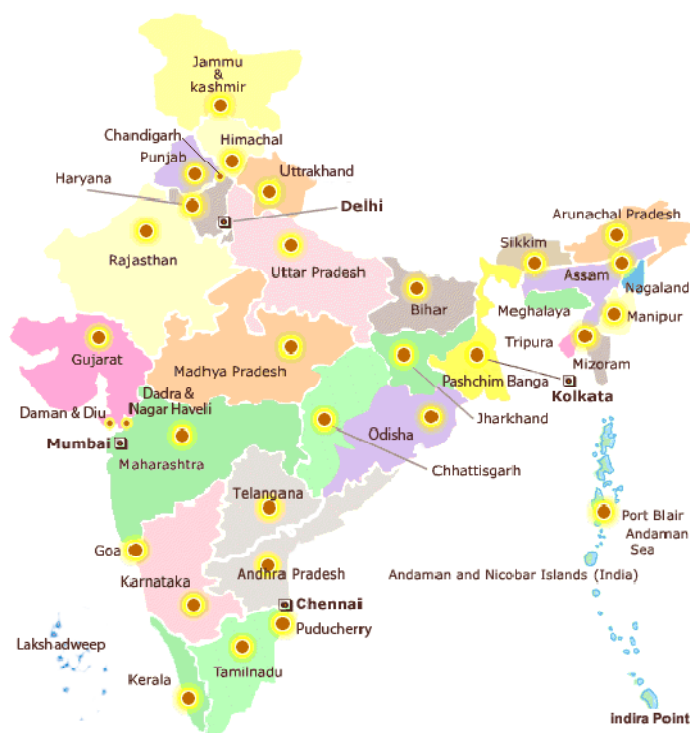 Jammu
&
kashmir
Chandigarh
Himachal
Punjab
Uttrakhand
Haryana
Delhi
Arunachal Pradesh
Sikkim
Rajasthan
Uttar Pradesh
Assam
Nagaland
Bihar
Meghalaya
Manipur
Tripura
Gujarat
Mizoram
Madhya Pradesh
Pashchim Banga
Kolkata
Dadra &
Nagar Haveli
Daman & Diu
Jharkhand
Mumbai
Odisha
Maharashtra
Chhattisgarh
Telangana
Port Blair
Andaman
Sea
Goa
Karnataka
Andhra Pradesh
Andaman and Nicobar Islands (India)
Chennai
Puducherry
Lakshadweep
Tamilnadu
Kerala
indira Point